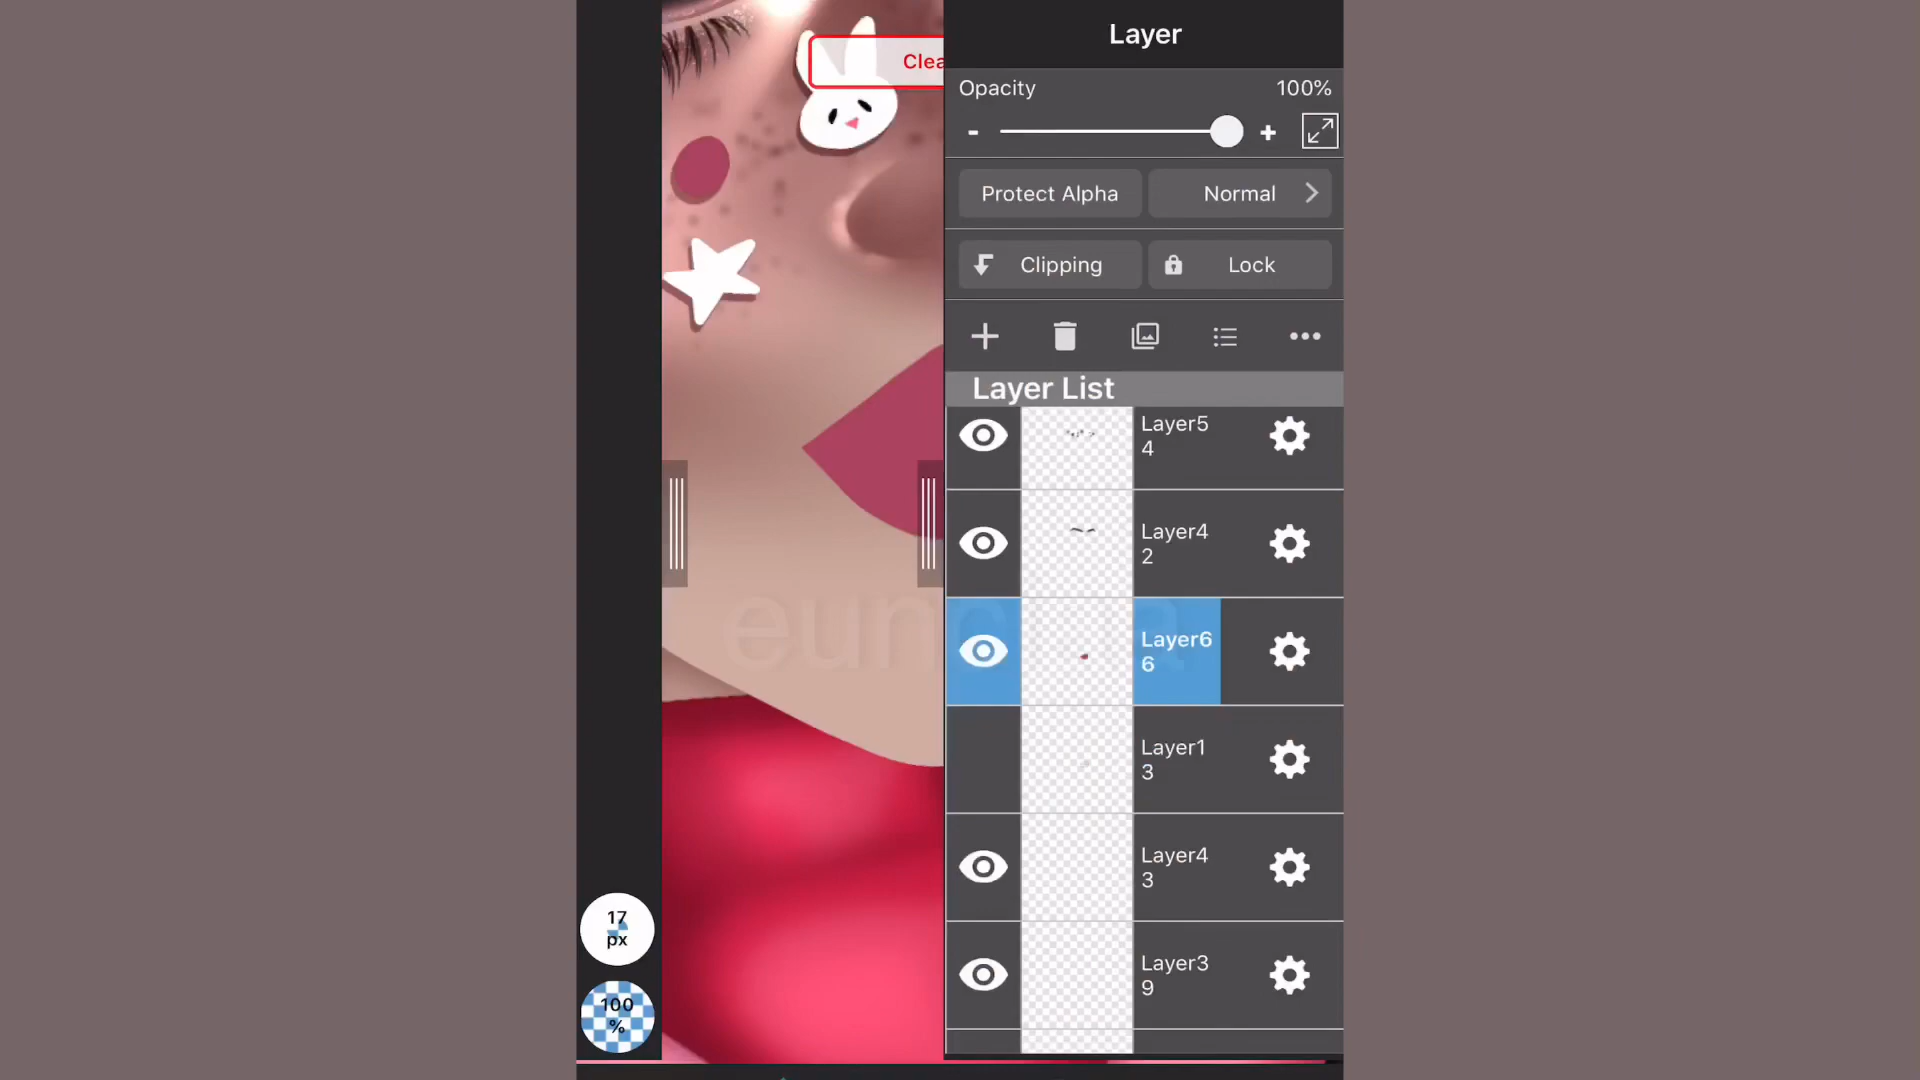 Layer
Clea
Opacity 100%
- +
Protect Alpha Normal
Clipping Lock
Layer List
Layer5
4
Layer4
2
Layer6
6
Layer1
3
Layer4
3
Layer3
9
17
px
100
%